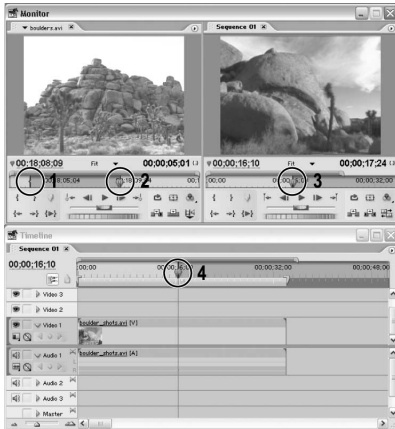 Monitor
boulders.avi
Sequence 01
00;18;08;09
Fit
00;00;05;01
00;00;16;10
Fit
00;00;17;24
1
2
3
00;00
00;00;32;00
Timeline
Sequence 01
00;00;16;10
00;00
00;00;32;00
00;00;48;00
4
Video 3
Video 2
Video 1
boulder_shots.avi [V]
Audio 1
boulder_shots.avi [A]
Audio 2
Audio 3
Master